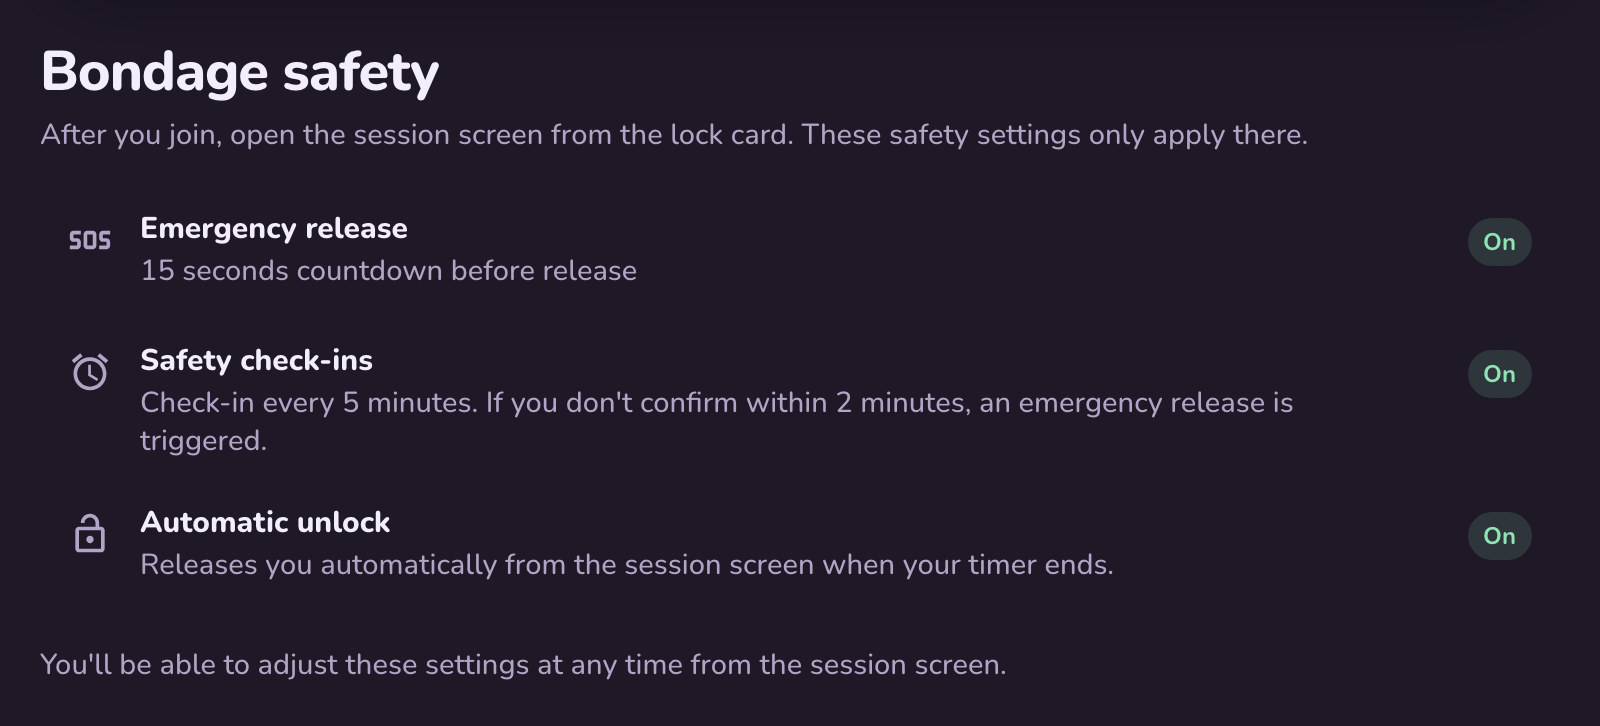 Bondage safety
After you join, open the session screen from the lock card. These safety settings only apply there.
SOS
Emergency release
On
15 seconds countdown before release
Safety check-ins
On
Check-in every 5 minutes. If you don't confirm within 2 minutes, an emergency release is
triggered.
Automatic unlock
On
Releases you automatically from the session screen when your timer ends.
You'll be able to adjust these settings at any time from the session screen.